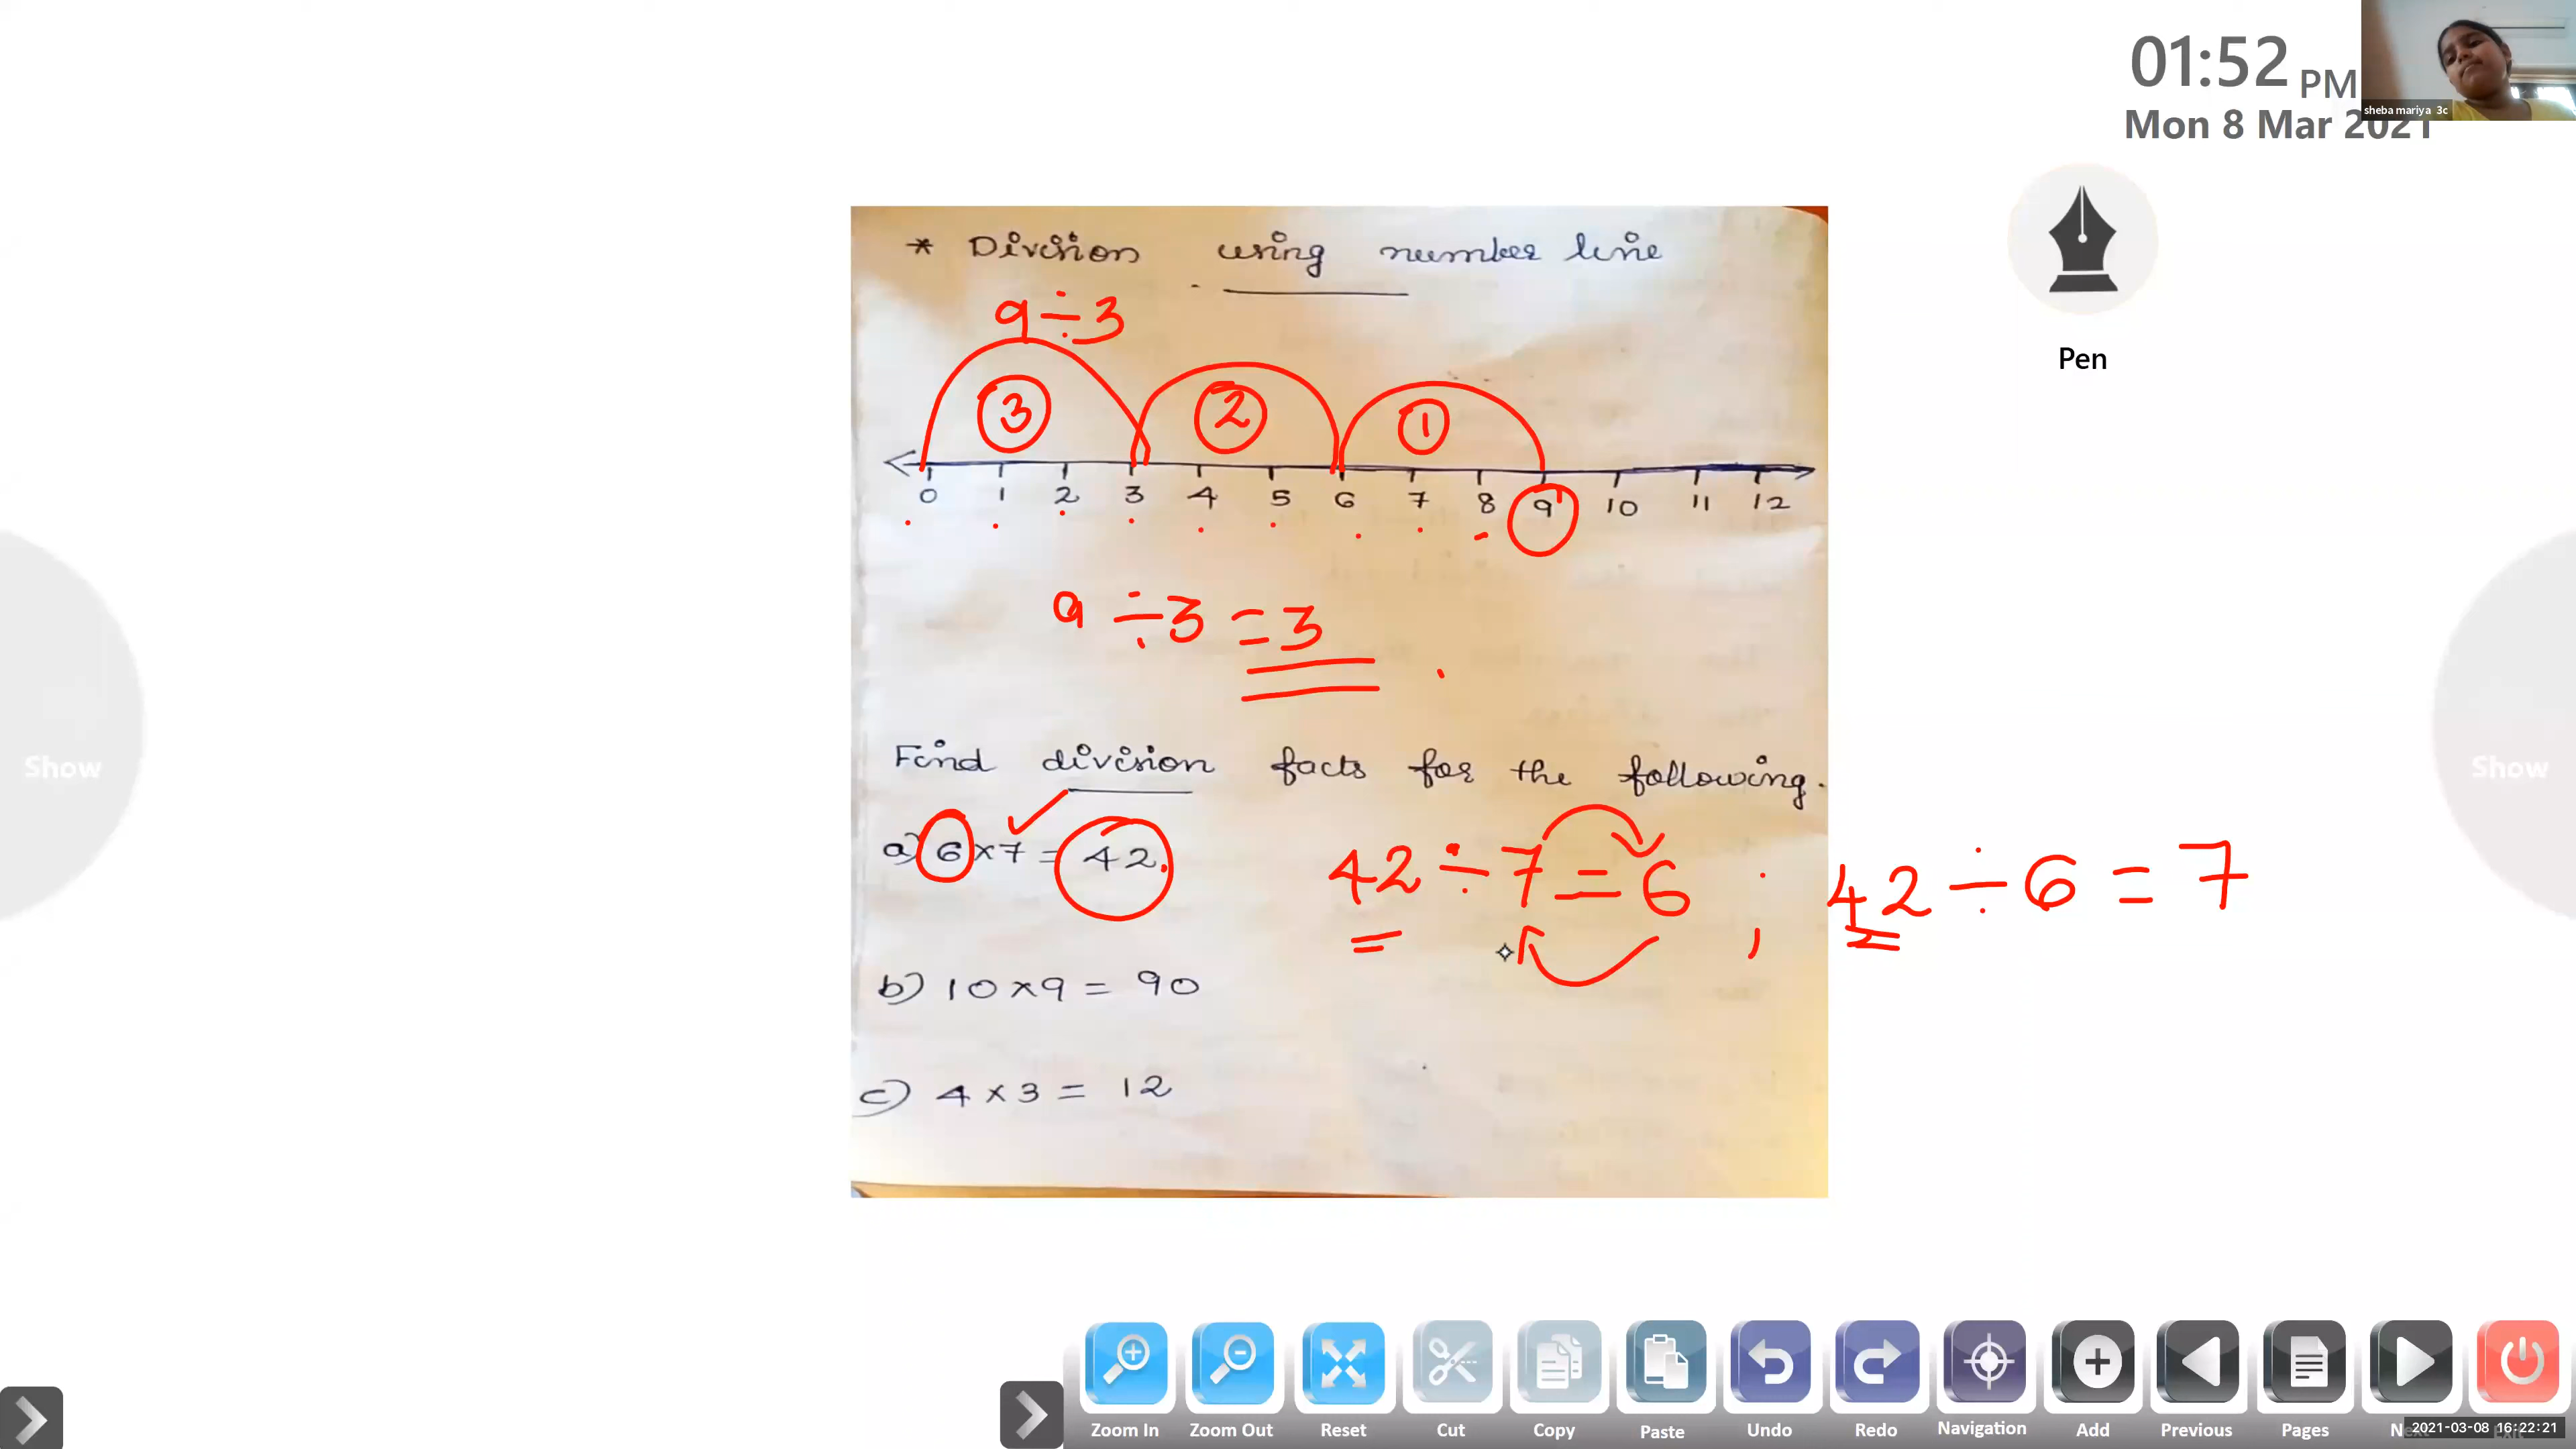 01:52 PM
Mon 8 Mar 2021
sheba mariya 3c
Pen
* Division using number line
9 ÷ 3
3 2 1
0 1 2 3 4 5 6 7 8 9 10 11 12
9 ÷ 3 = 3
Find division facts for the following.
a) 6 × 7 = 42. 42 ÷ 7 = 6 ; 42 ÷ 6 = 7
b) 10 × 9 = 90
c) 4 × 3 = 12
Show
Show
Zoom In Zoom Out Reset Cut Copy Paste Undo Redo Navigation Add Previous Pages
2021-03-08 16:22:21